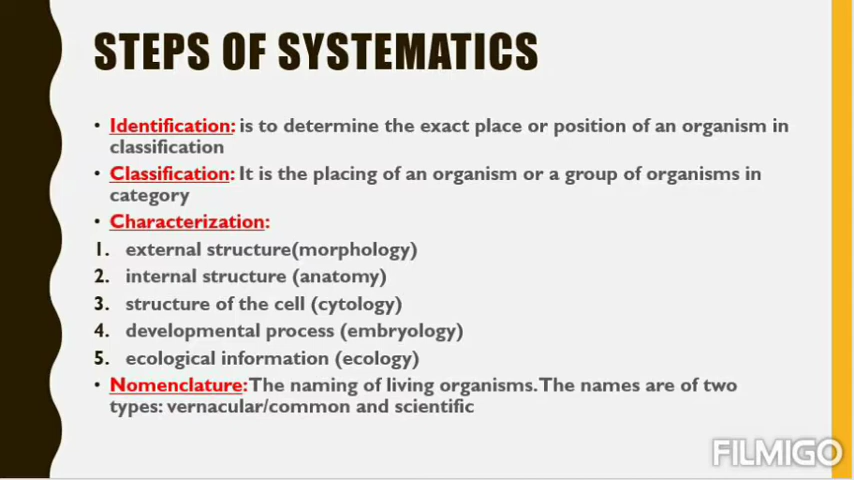 STEPS OF SYSTEMATICS
• Identification: is to determine the exact place or position of an organism in
classification
• Classification: It is the placing of an organism or a group of organisms in
category
• Characterization:
1. external structure(morphology)
2. internal structure (anatomy)
3. structure of the cell (cytology)
4. developmental process (embryology)
5. ecological information (ecology)
• Nomenclature: The naming of living organisms. The names are of two
types: vernacular/common and scientific
FILMIGO